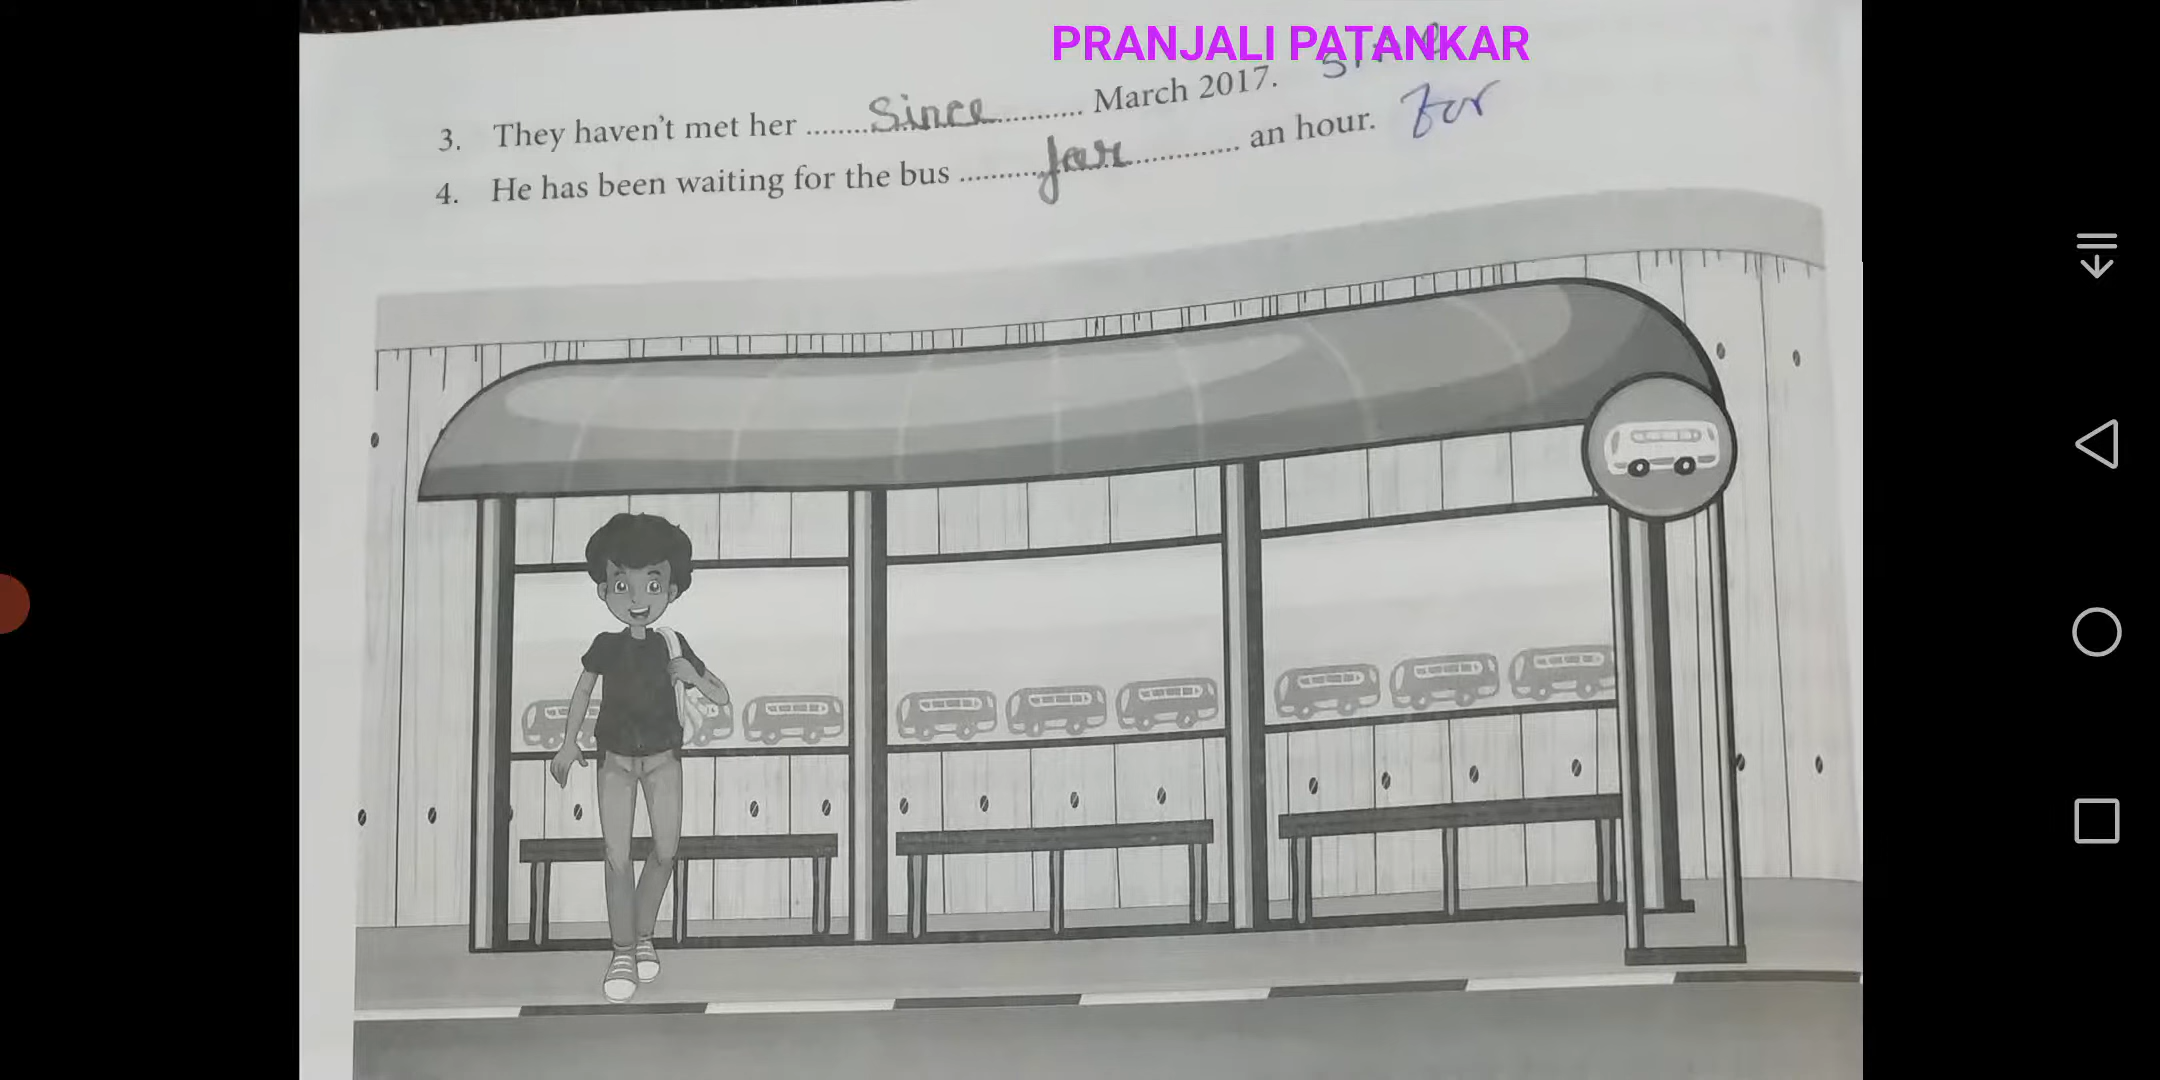 PRANJALI PATANKAR
3. They haven't met her ........Since............ March 2017.
4. He has been waiting for the bus ............for............... an hour. For